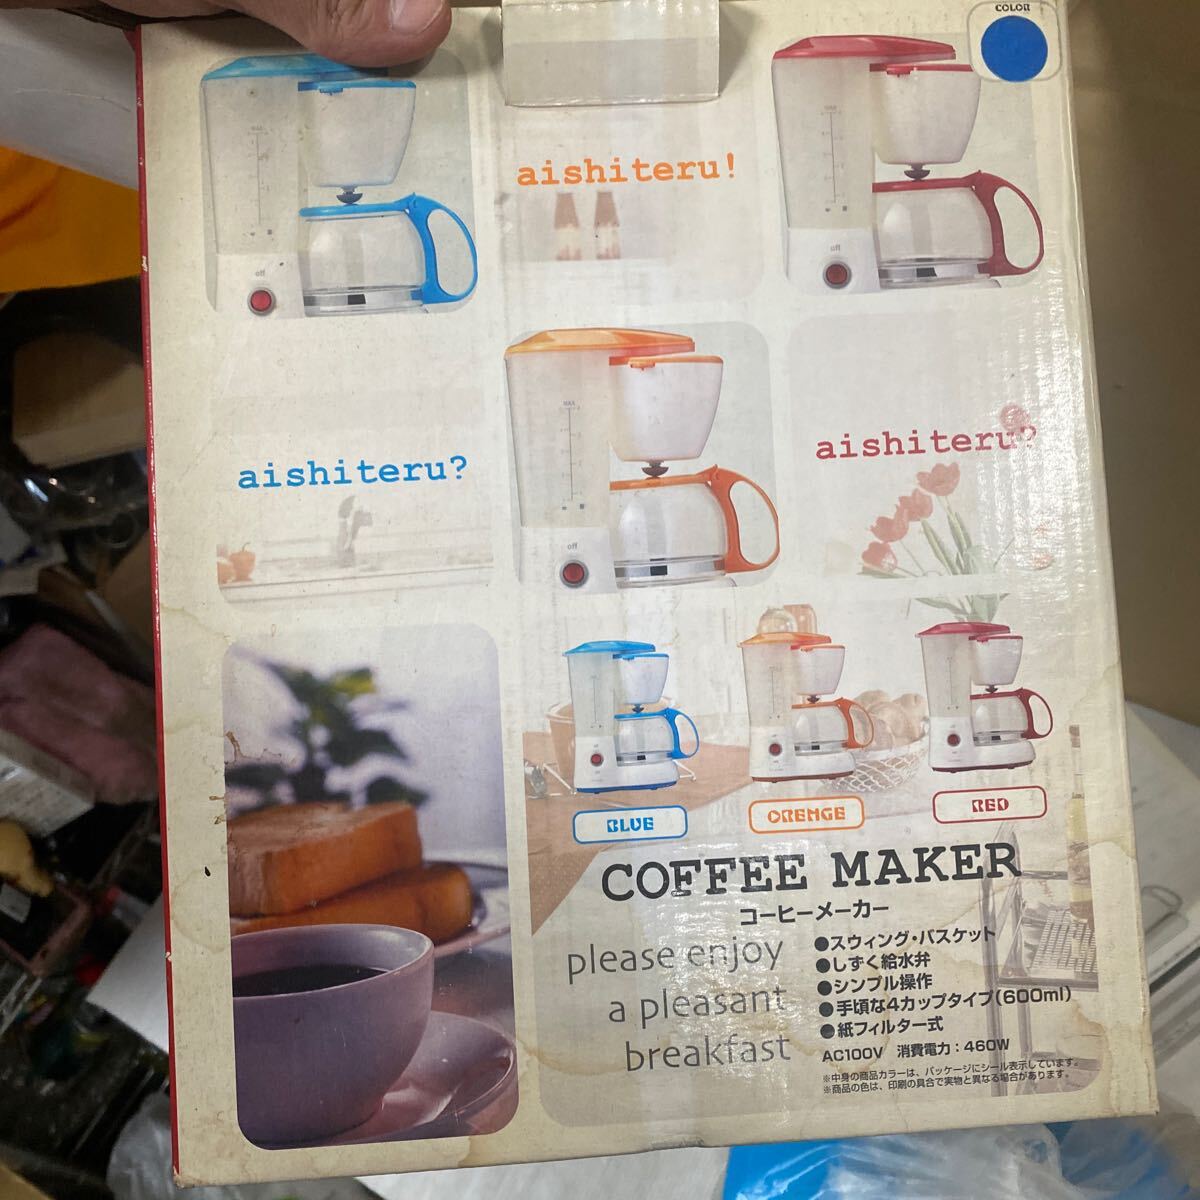 COLOR
aishiteru!
off
off
MAX
aishiteru?
aishiteru?
off
BLUE
ORENGE
RED
COFFEE MAKER
コーヒーメーカー
please enjoy
a pleasant
breakfast
●スウィング・バスケット
●しずく給水弁
●シンプル操作
●手頃な4カップタイプ(600ml)
●紙フィルター式
AC100V 消費電力:460W
※中身の商品カラーは、パッケージにシール表示しています。
※商品の色は、印刷の具合で実物と異なる場合があります。